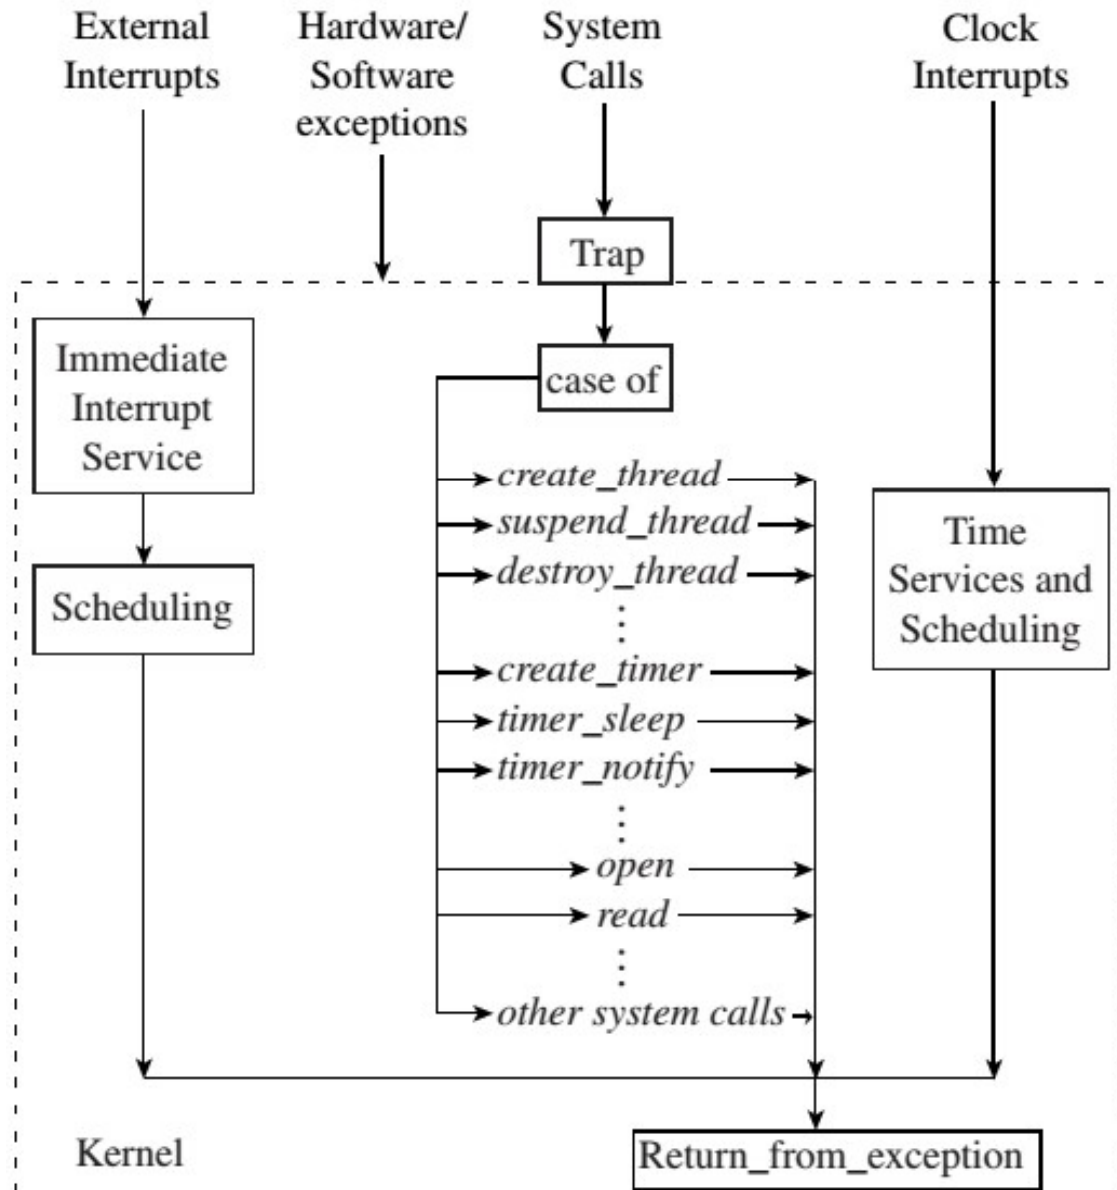 External
Interrupts
Hardware/
Software
exceptions
System
Calls
Clock
Interrupts
Trap
Immediate
Interrupt
Service
case of
create_thread
suspend_thread
destroy_thread
Scheduling
Time
Services and
Scheduling
create_timer
timer_sleep
timer_notify
open
read
other system calls
Kernel
Return_from_exception